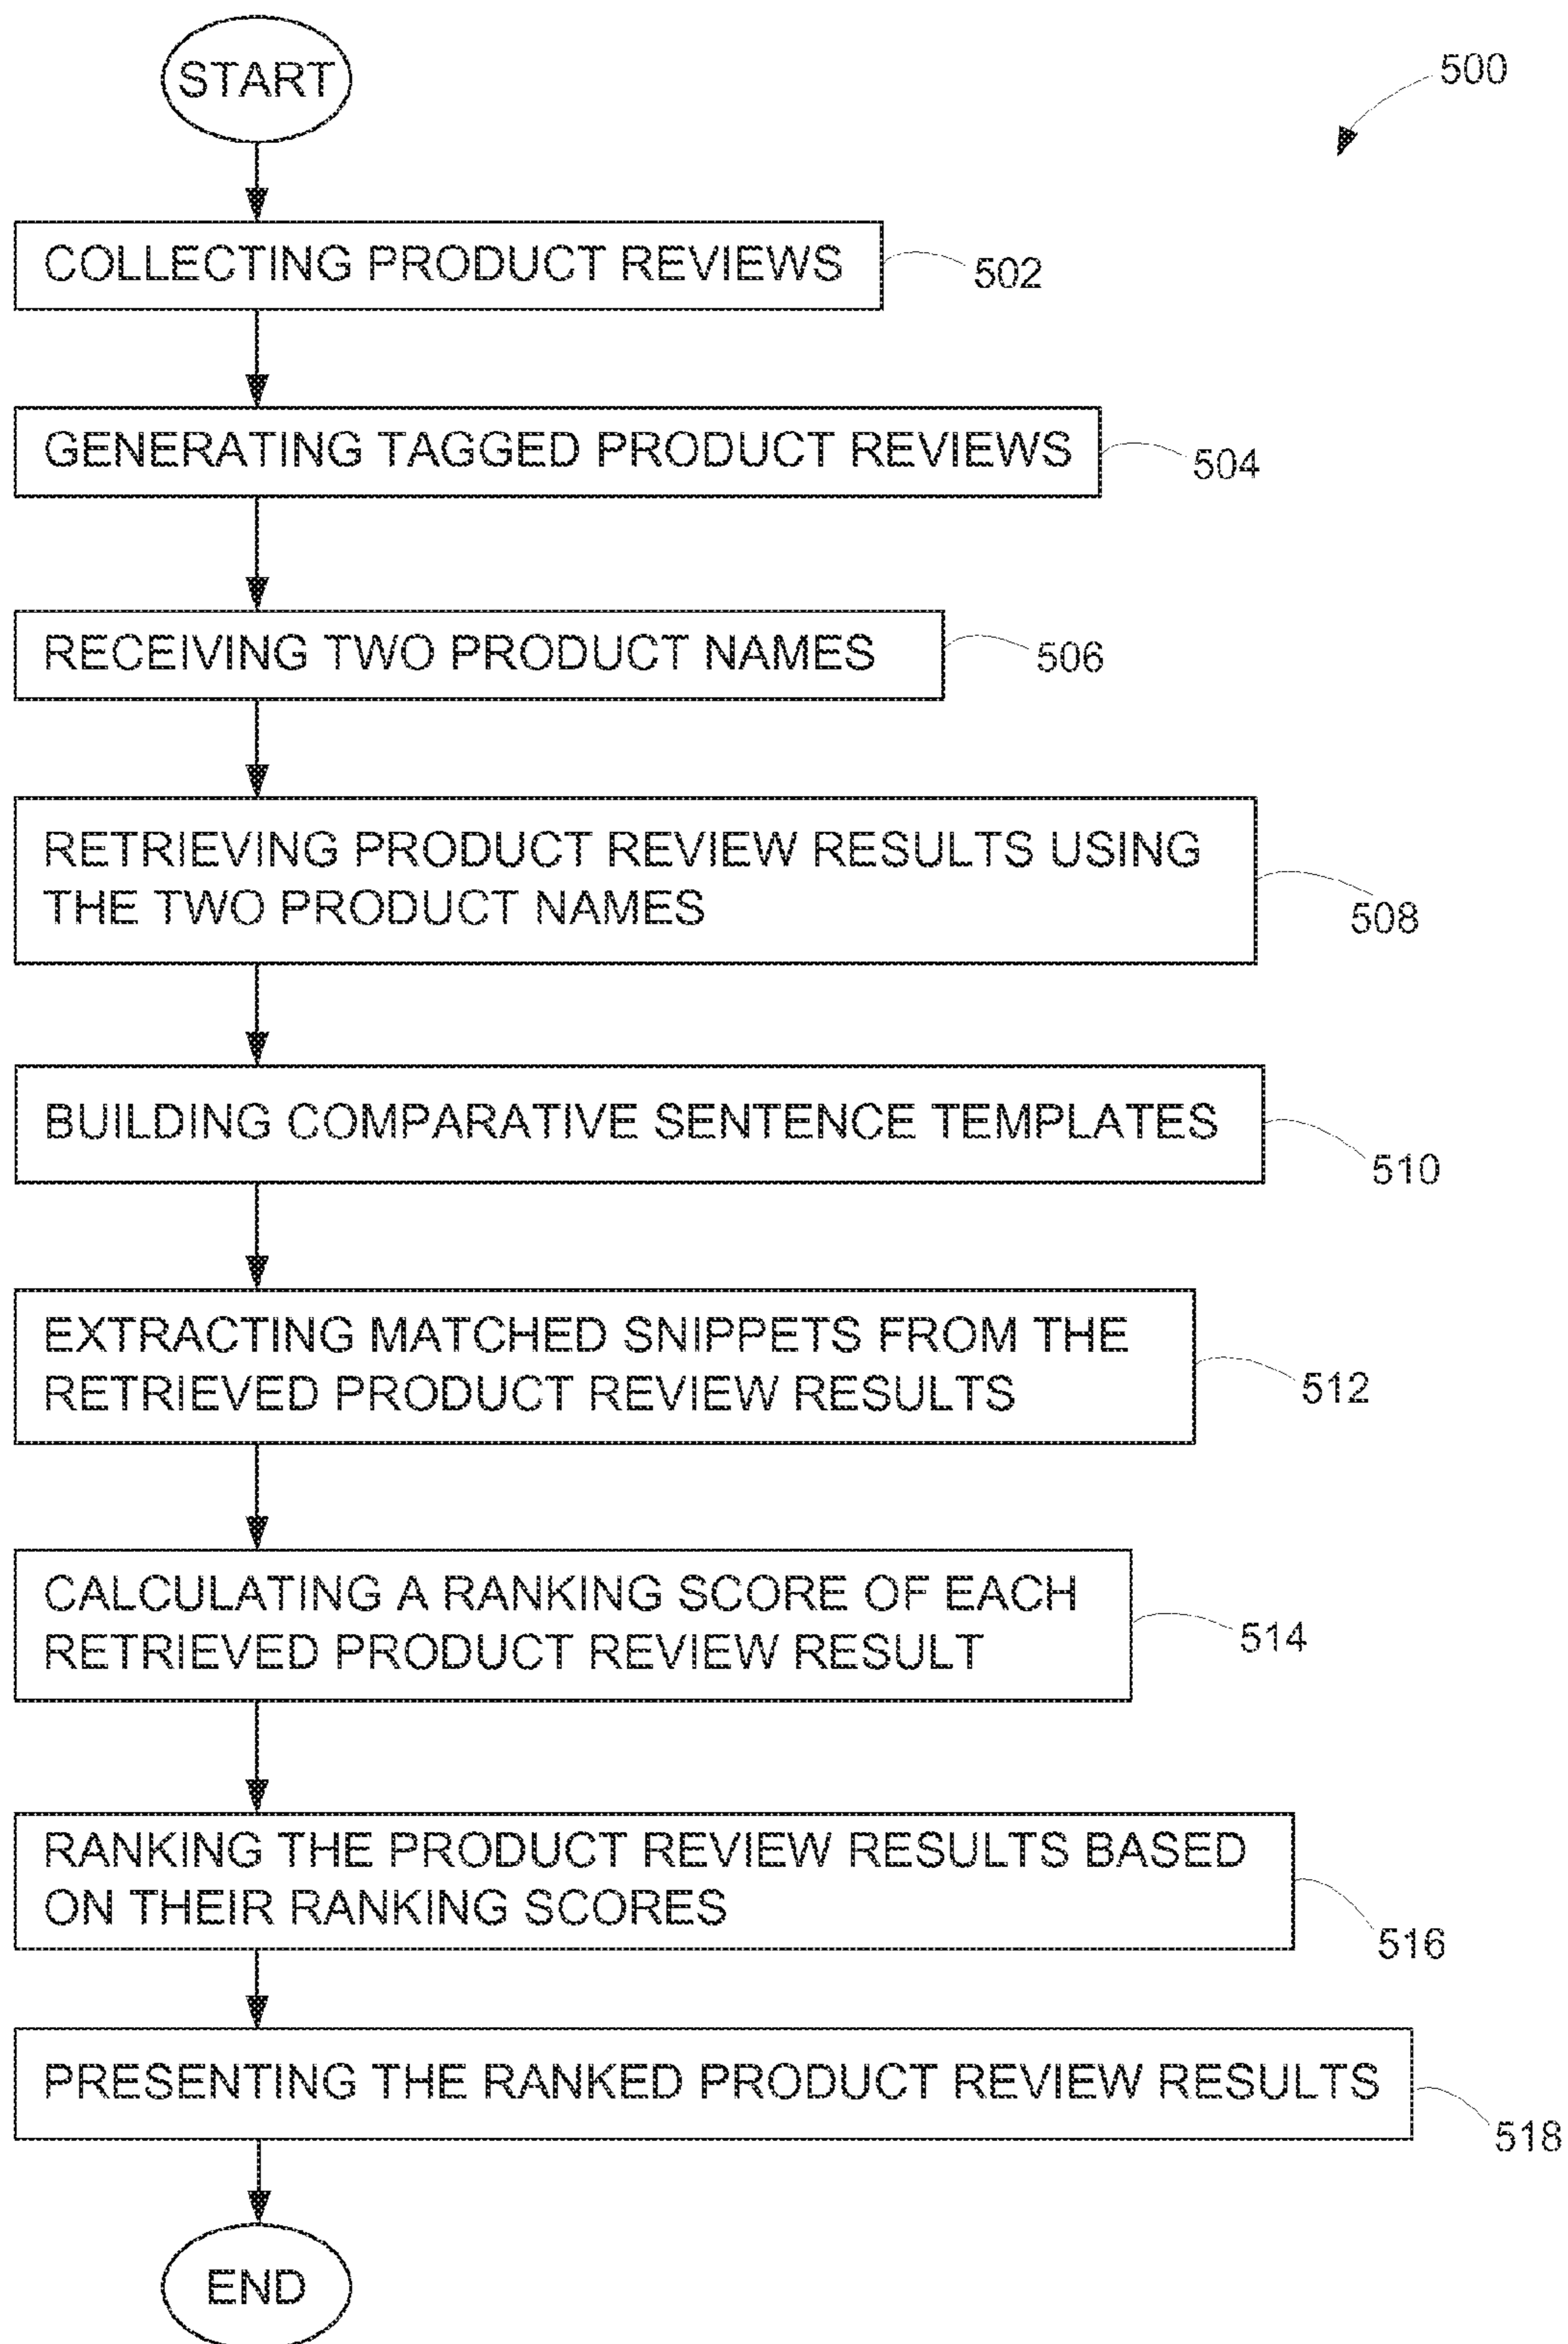 START
500
COLLECTING PRODUCT REVIEWS
502
GENERATING TAGGED PRODUCT REVIEWS
504
RECEIVING TWO PRODUCT NAMES
506
RETRIEVING PRODUCT REVIEW RESULTS USING
THE TWO PRODUCT NAMES
508
BUILDING COMPARATIVE SENTENCE TEMPLATES
510
EXTRACTING MATCHED SNIPPETS FROM THE
RETRIEVED PRODUCT REVIEW RESULTS
512
CALCULATING A RANKING SCORE OF EACH
RETRIEVED PRODUCT REVIEW RESULT
514
RANKING THE PRODUCT REVIEW RESULTS BASED
ON THEIR RANKING SCORES
516
PRESENTING THE RANKED PRODUCT REVIEW RESULTS
518
END